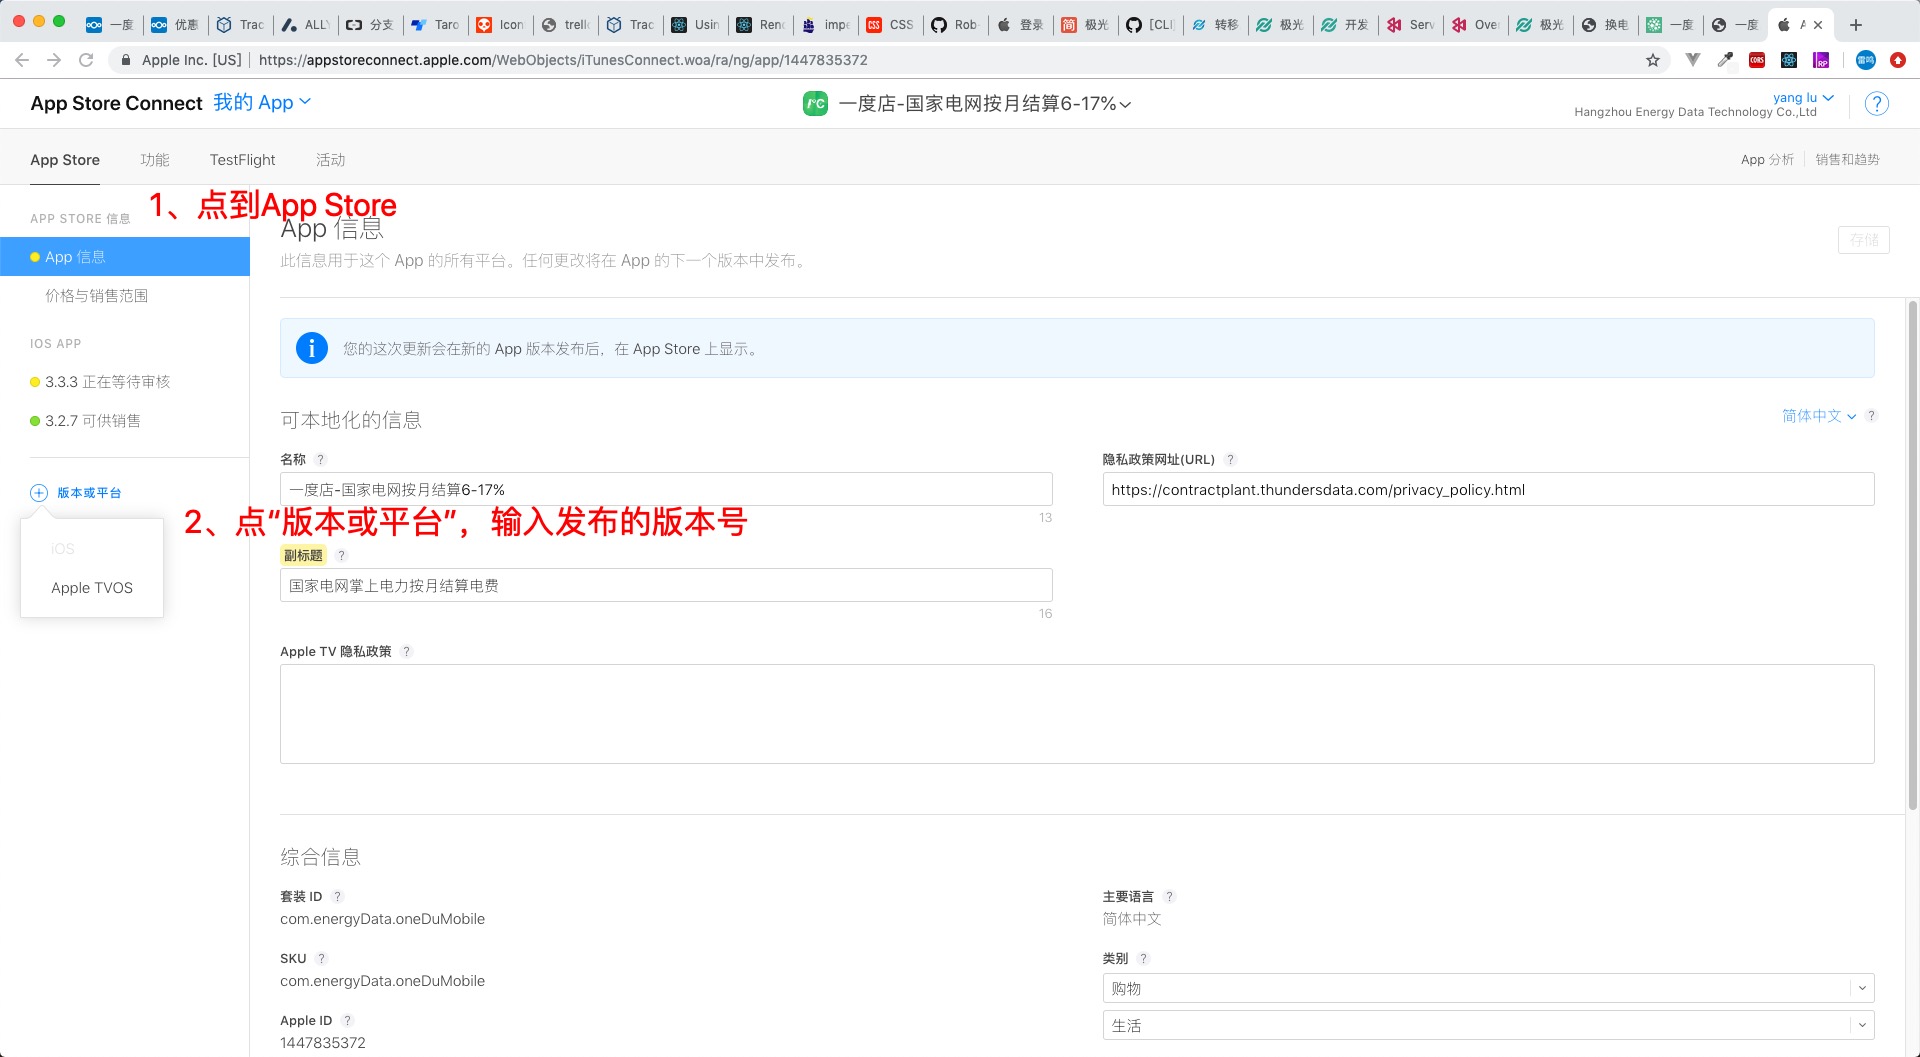 一度
优惠
Trac
ALLY
分支
Taro
Icon
trello
Trac
Usin
Rend
impe
CSS
Rob
登录
极光
[CLI]
转移
极光
开发
Serv
Over
极光
换电
一度
一度
A
Apple Inc. [US]
https://appstoreconnect.apple.com/WebObjects/iTunesConnect.woa/ra/ng/app/1447835372
App Store Connect 我的 App
一度店-国家电网按月结算6-17%
yang lu
Hangzhou Energy Data Technology Co.,Ltd
?
App Store
功能
TestFlight
活动
App 分析
销售和趋势
1、点到App Store
APP STORE 信息
App 信息
价格与销售范围
IOS APP
3.3.3 正在等待审核
3.2.7 可供销售
版本或平台
iOS
Apple TVOS
App 信息
存储
此信息用于这个 App 的所有平台。任何更改将在 App 的下一个版本中发布。
您的这次更新会在新的 App 版本发布后，在 App Store 上显示。
可本地化的信息
简体中文 ?
名称 ?
一度店-国家电网按月结算6-17%
13
隐私政策网址(URL) ?
https://contractplant.thundersdata.com/privacy_policy.html
2、点“版本或平台”，输入发布的版本号
副标题 ?
国家电网掌上电力按月结算电费
16
Apple TV 隐私政策 ?
综合信息
套装 ID ?
com.energyData.oneDuMobile
SKU ?
com.energyData.oneDuMobile
Apple ID ?
1447835372
主要语言 ?
简体中文
类别 ?
购物
生活